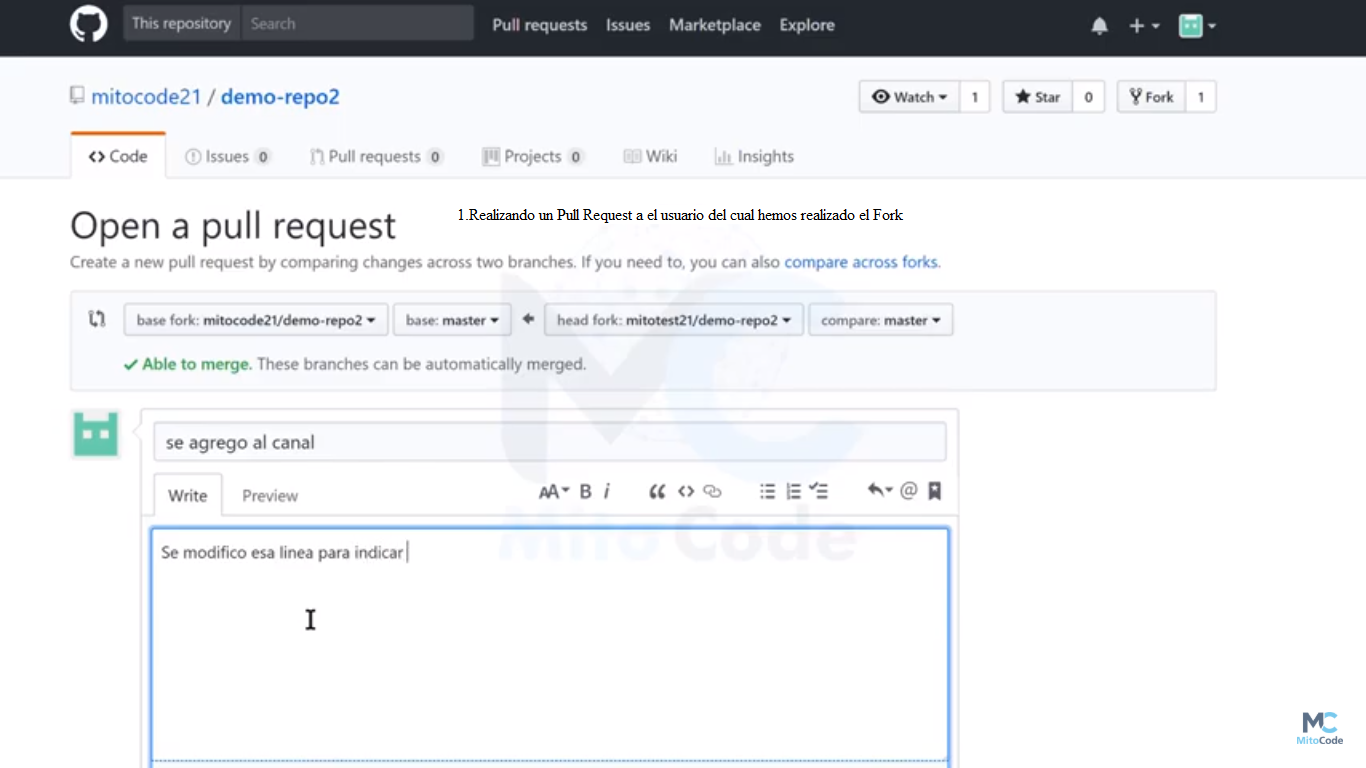 This repository Search Pull requests Issues Marketplace Explore
mitocode21 / demo-repo2 Watch 1 Star 0 Fork 1
Code Issues 0 Pull requests 0 Projects 0 Wiki Insights
Open a pull request
1.Realizando un Pull Request a el usuario del cual hemos realizado el Fork
Create a new pull request by comparing changes across two branches. If you need to, you can also compare across forks.
base fork: mitocode21/demo-repo2 base: master head fork: mitotest21/demo-repo2 compare: master
Able to merge. These branches can be automatically merged.
se agrego al canal
Write Preview AA B i @
Se modifico esa linea para indicar
MC
Mito Code
MC
MitoCode